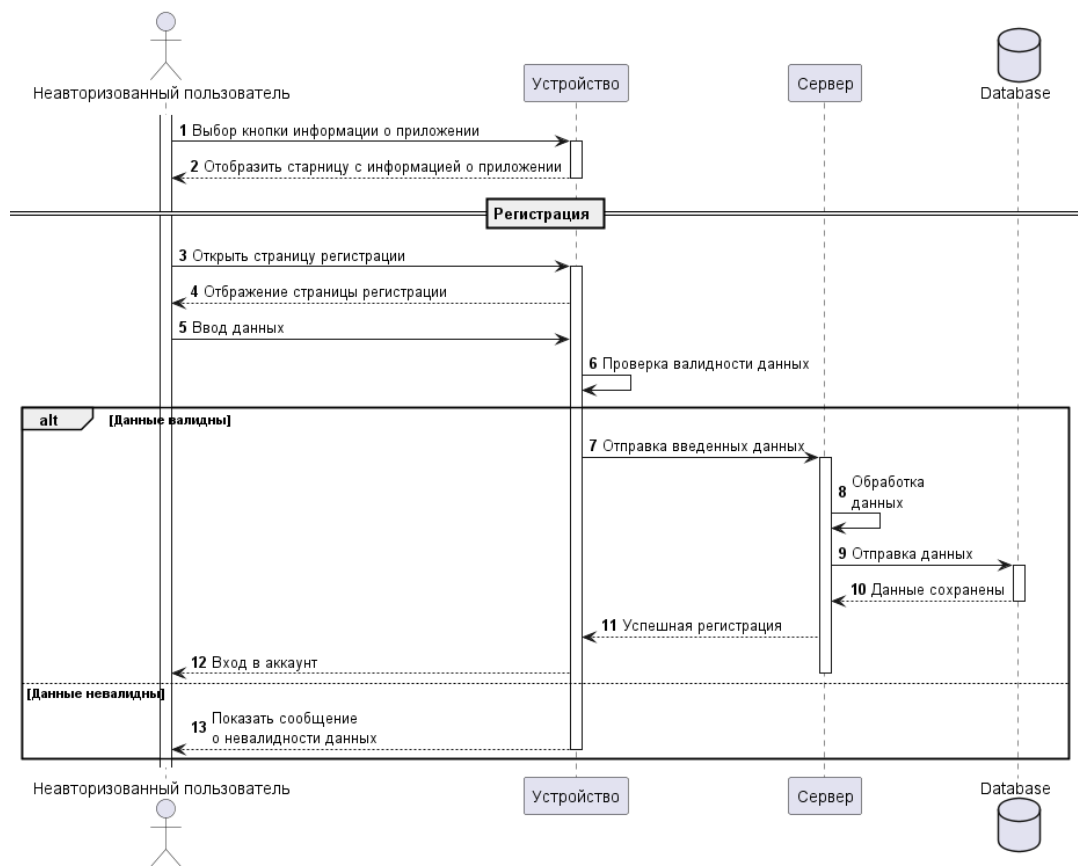 Неавторизованный пользователь
Устройство
Сервер
Database
1 Выбор кнопки информации о приложении
2 Отобразить старницу с информацией о приложении
Регистрация
3 Открыть страницу регистрации
4 Отбражение страницы регистрации
5 Ввод данных
6 Проверка валидности данных
alt [Данные валидны]
7 Отправка введенных данных
8 Обработка
данных
9 Отправка данных
10 Данные сохранены
11 Успешная регистрация
12 Вход в аккаунт
[Данные невалидны]
13 Показать сообщение
о невалидности данных
Неавторизованный пользователь
Устройство
Сервер
Database